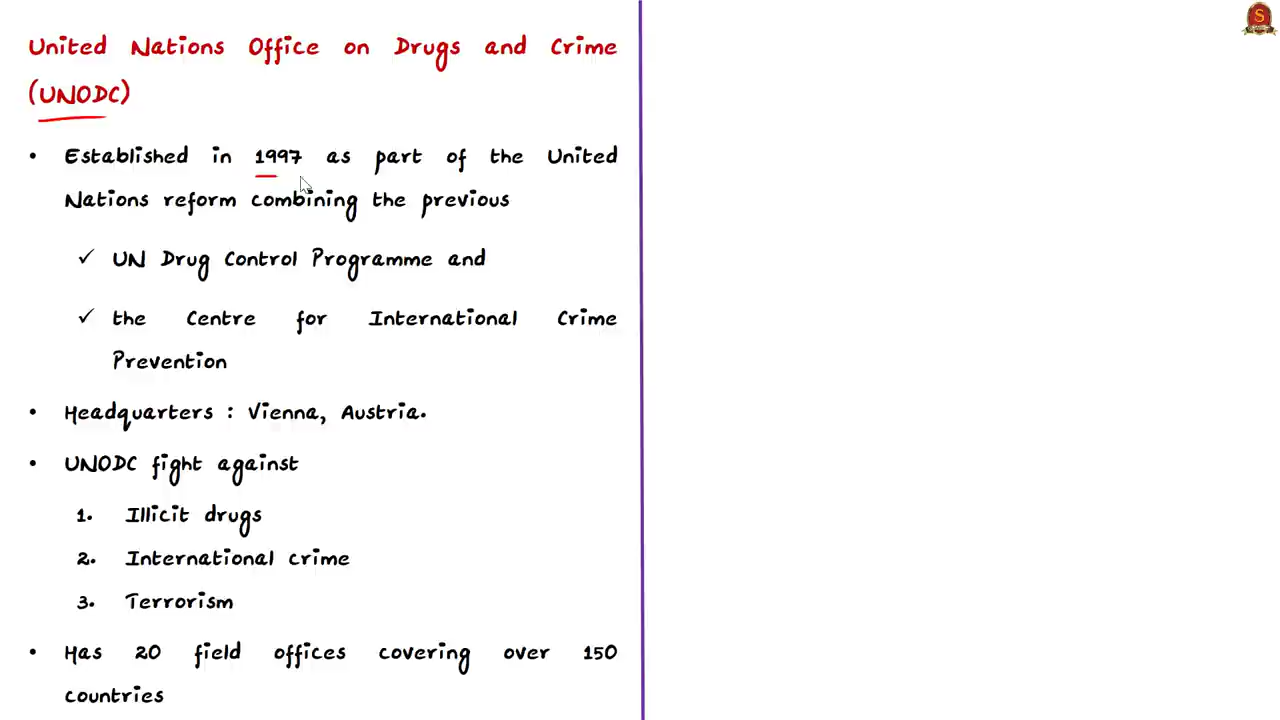 United Nations Office on Drugs and Crime
(UNODC)
• Established in 1997 as part of the United
Nations reform combining the previous
✓ UN Drug Control Programme and
✓ the Centre for International Crime
Prevention
• Headquarters : Vienna, Austria.
• UNODC fight against
1. Illicit drugs
2. International crime
3. Terrorism
• Has 20 field offices covering over 150
countries